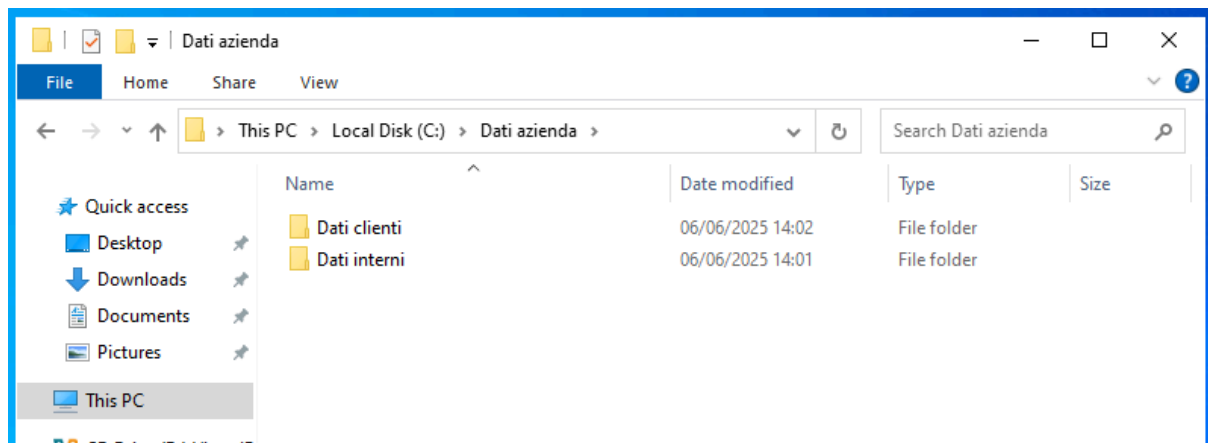 Dati azienda
File Home Share View
This PC > Local Disk (C:) > Dati azienda > Search Dati azienda
Name Date modified Type Size
Quick access
Dati clienti 06/06/2025 14:02 File folder
Desktop
Dati interni 06/06/2025 14:01 File folder
Downloads
Documents
Pictures
This PC